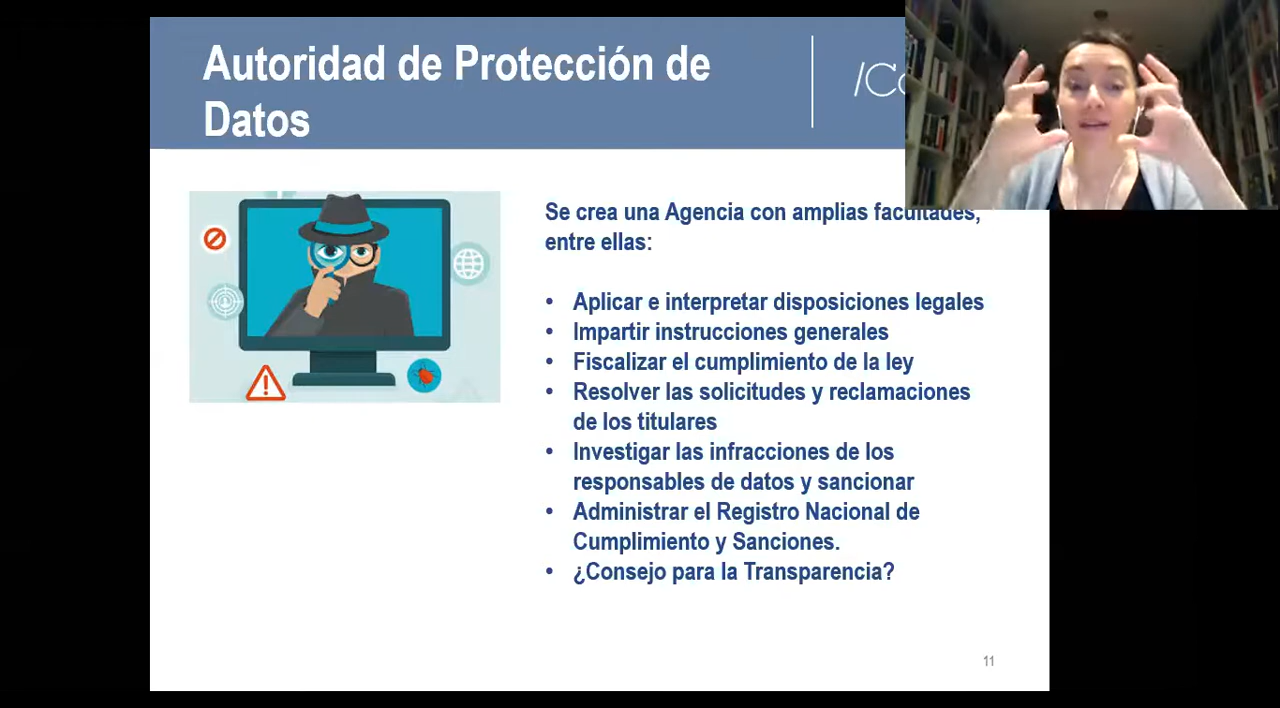 Autoridad de Protección de
Datos
Se crea una Agencia con amplias facultades,
entre ellas:
• Aplicar e interpretar disposiciones legales
• Impartir instrucciones generales
• Fiscalizar el cumplimiento de la ley
• Resolver las solicitudes y reclamaciones
de los titulares
• Investigar las infracciones de los
responsables de datos y sancionar
• Administrar el Registro Nacional de
Cumplimiento y Sanciones.
• ¿Consejo para la Transparencia?
11